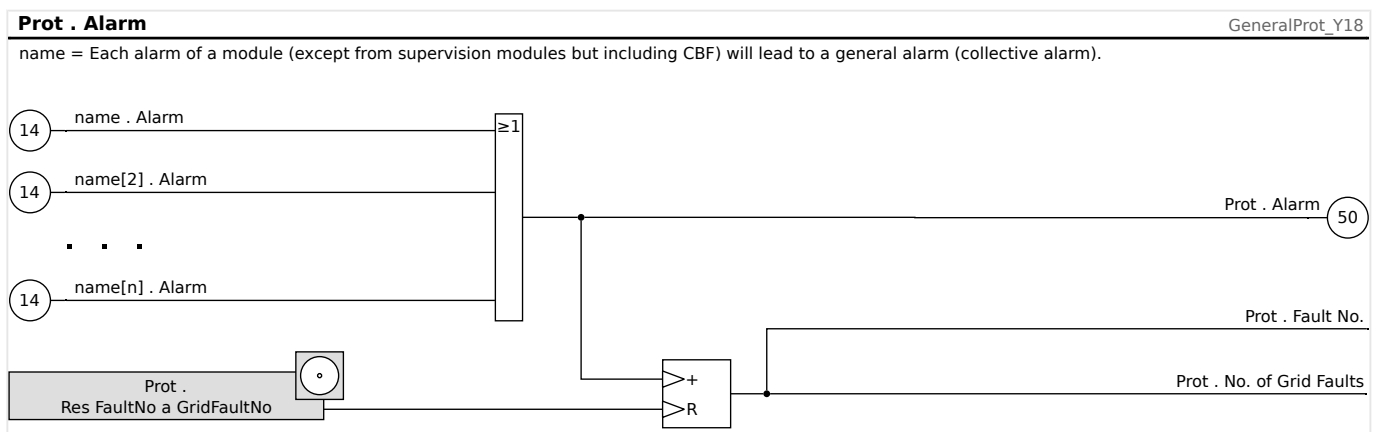 Prot . Alarm
GeneralProt_Y18
name = Each alarm of a module (except from supervision modules but including CBF) will lead to a general alarm (collective alarm).
14
name . Alarm
≥1
14
name[2] . Alarm
Prot . Alarm
50
. . .
14
name[n] . Alarm
Prot . Fault No.
Prot .
Res FaultNo a GridFaultNo
+
R
Prot . No. of Grid Faults